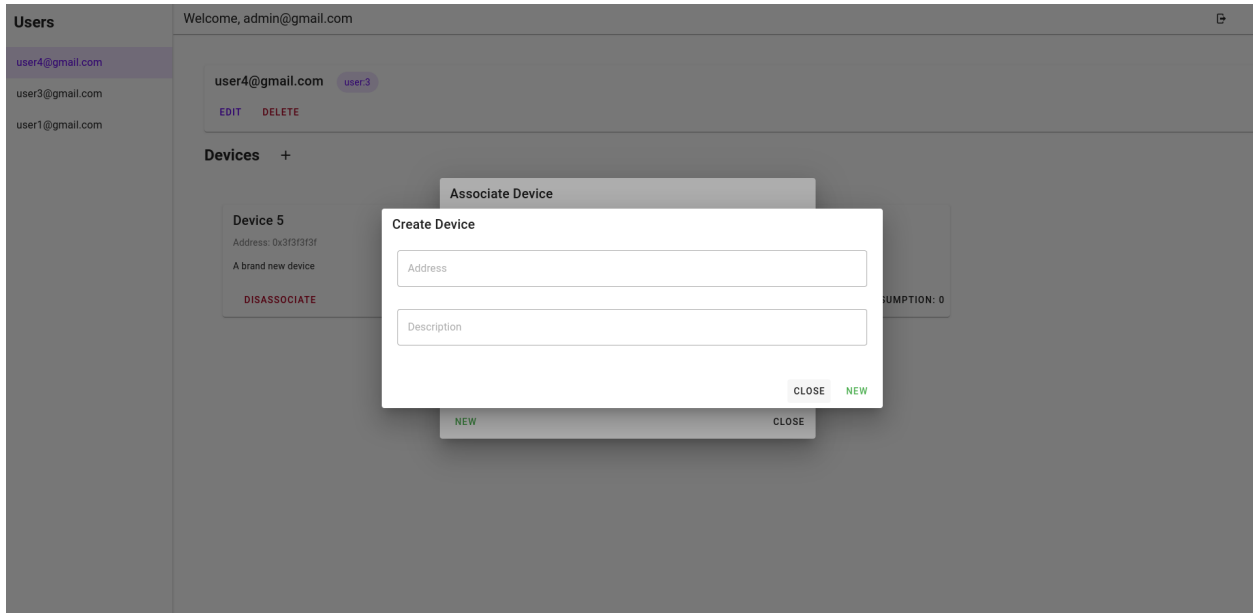 Users
Welcome, admin@gmail.com
user4@gmail.com
user3@gmail.com
user1@gmail.com
user4@gmail.com user:3
EDIT DELETE
Devices +
Associate Device
Device 5
Address: 0x3f3f3f3f
A brand new device
DISASSOCIATE
Create Device
Address
Description
CLOSE NEW
NEW CLOSE
: 0